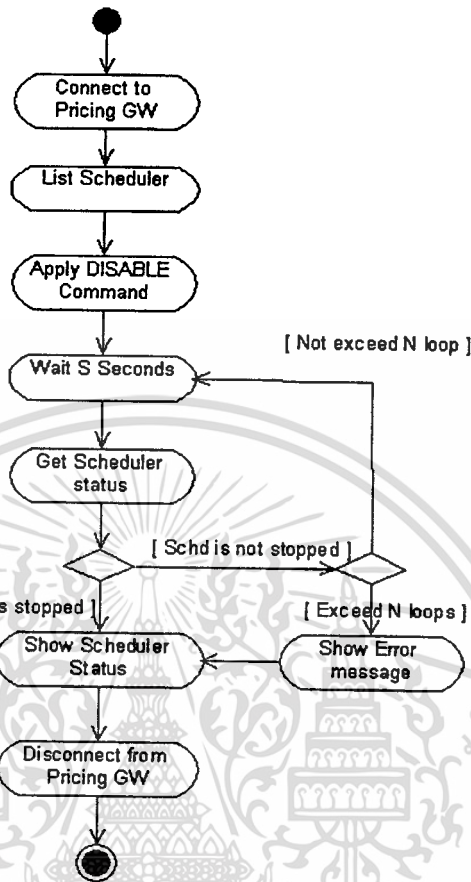 Connect to
Pricing GW
List Scheduler
Apply DISABLE
Command
[ Not exceed N loop ]
Wait S Seconds
Get Scheduler
status
[ Schd is not stopped ]
s stopped ]
[ Exceed N loops ]
Show Scheduler
Status
Show Error
message
Disconnect from
Pricing GW